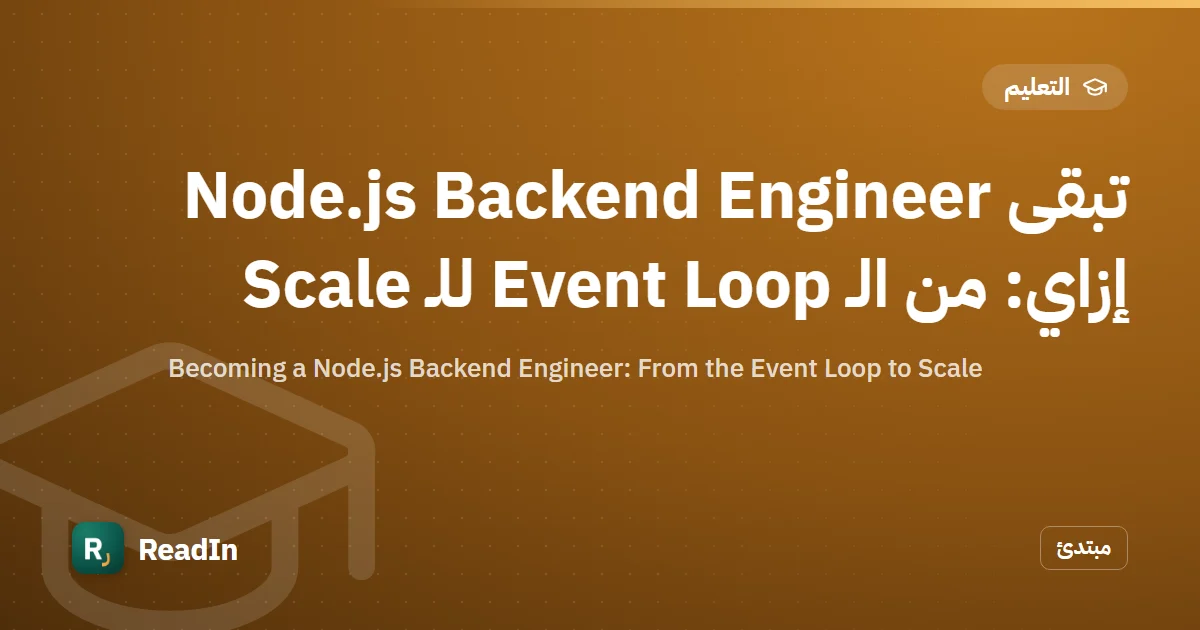 التعليم
تبقى Node.js Backend Engineer
إزاي: من الـ Event Loop للـ Scale
Becoming a Node.js Backend Engineer: From the Event Loop to Scale
R
ReadIn
مبتدئ